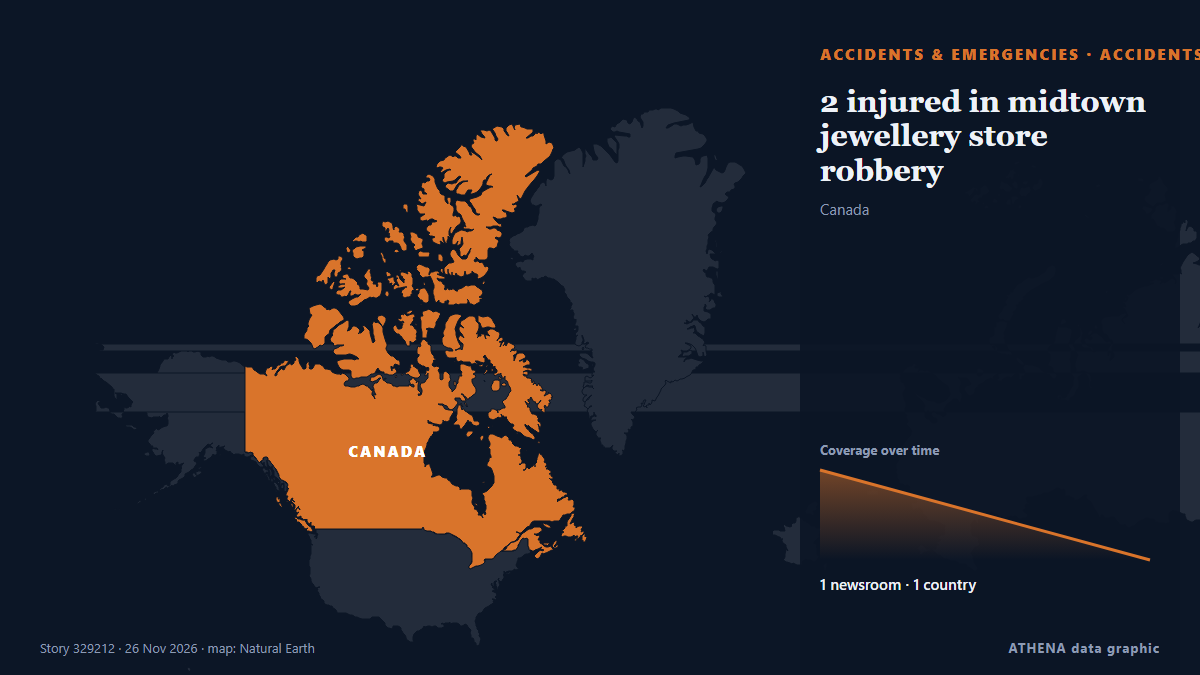 ACCIDENTS & EMERGENCIES · ACCIDENTS
2 injured in midtown
jewellery store
robbery
Canada
CANADA
Coverage over time
1 newsroom · 1 country
Story 329212 · 26 Nov 2026 · map: Natural Earth
ATHENA data graphic